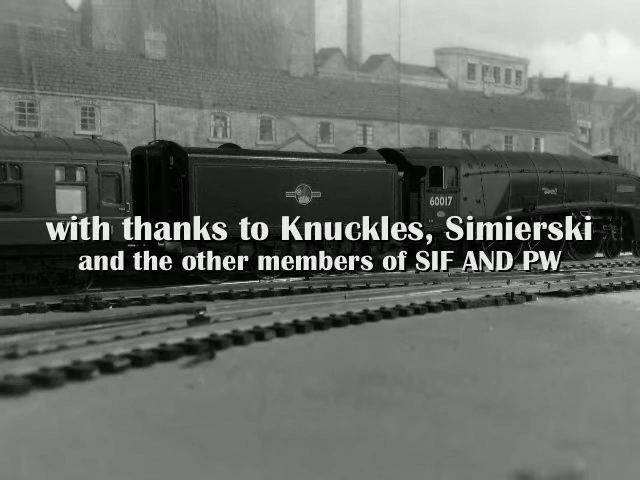 60017
with thanks to Knuckles, Simierski
and the other members of SIF AND PW